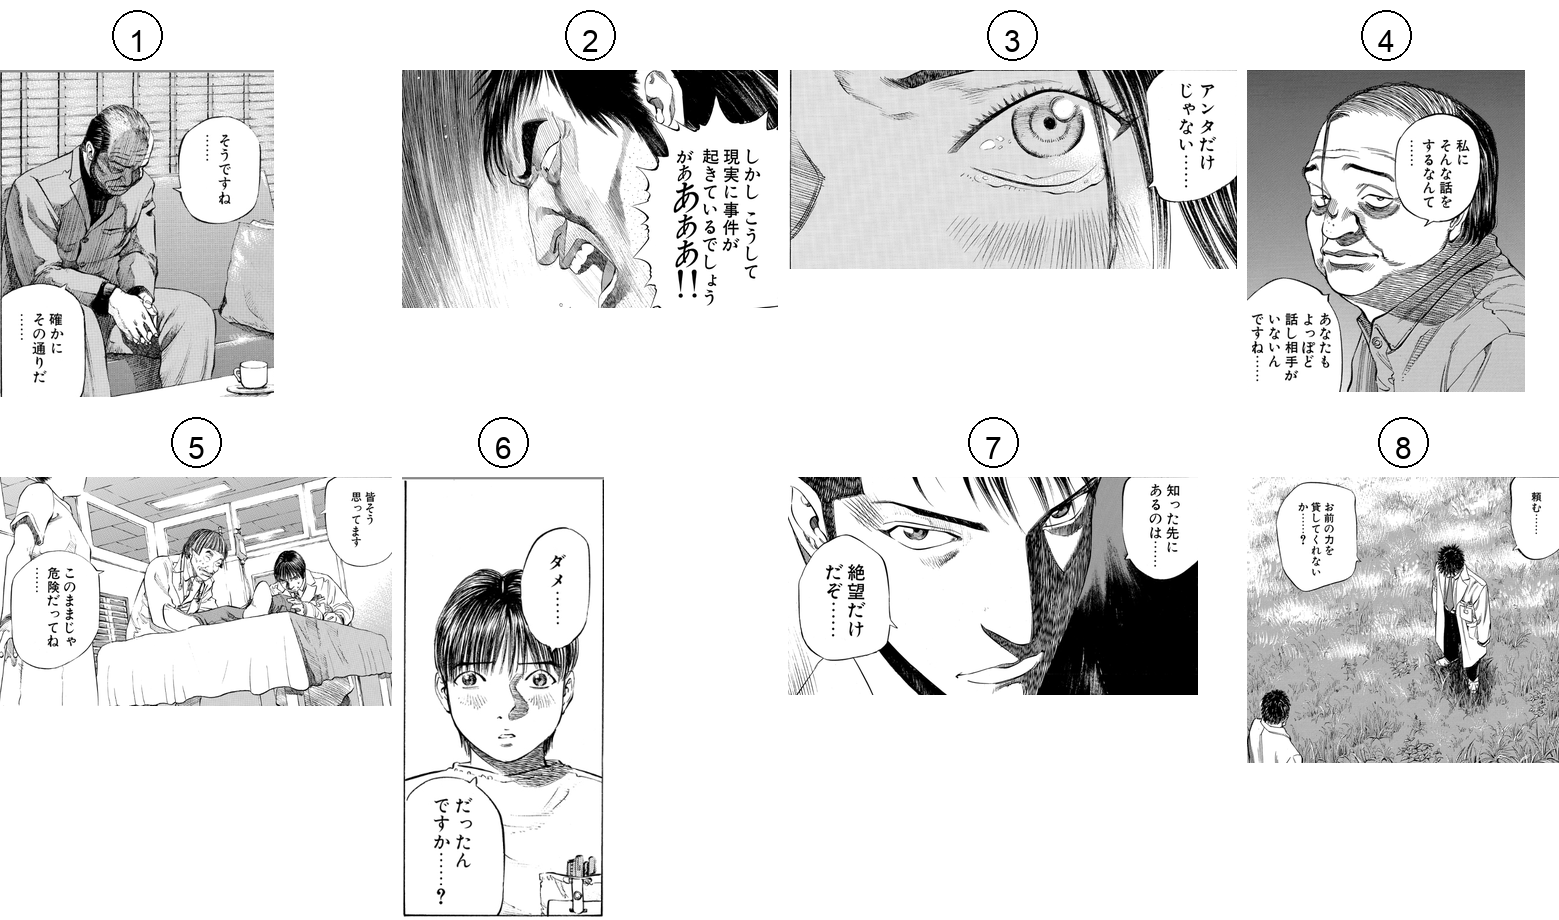 1
そうですね
……
確かに
その通りだ
……
2
しかし こうして
現実に事件が
起きているでしょう
がぁあああ!!
3
アンタだけ
じゃない……
4
私に
そんな話を
するなんて
……
あなたも
よっぽど
話し相手が
いないん
ですね……
5
皆そう
思ってます
このままじゃ
危険だってね
……
6
ダメ……
だったん
ですか……?
7
知った先に
あるのは……
絶望だけ
だぞ……
8
頼む……
お前の力を
貸してくれない
か……?